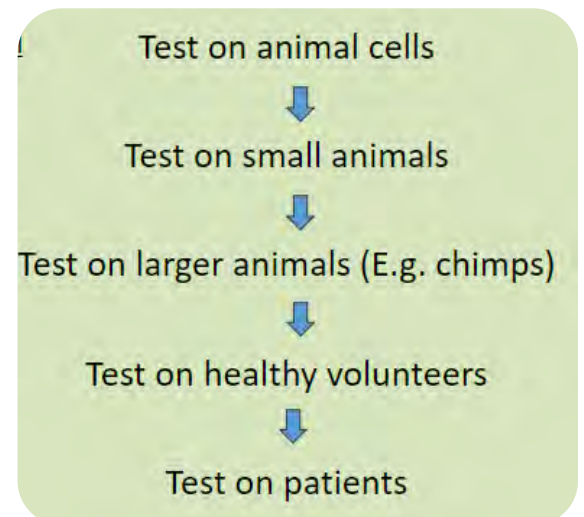 Test on animal cells
Test on small animals
Test on larger animals (E.g. chimps)
Test on healthy volunteers
Test on patients